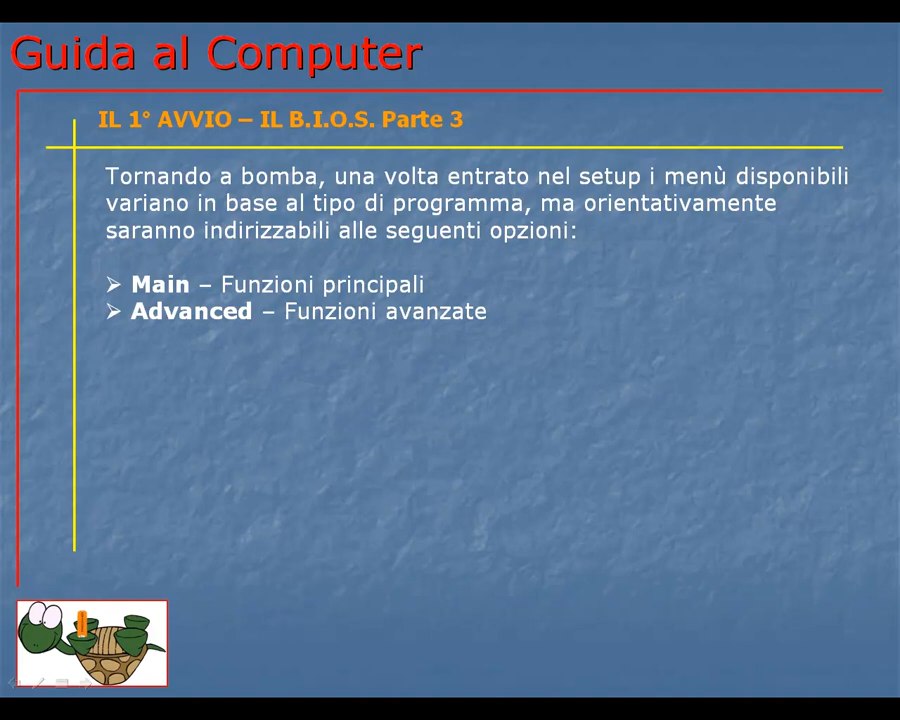 Guida al Computer
IL 1° AVVIO – IL B.I.O.S. Parte 3
Tornando a bomba, una volta entrato nel setup i menù disponibili
variano in base al tipo di programma, ma orientativamente
saranno indirizzabili alle seguenti opzioni:
➢ Main – Funzioni principali
➢ Advanced – Funzioni avanzate